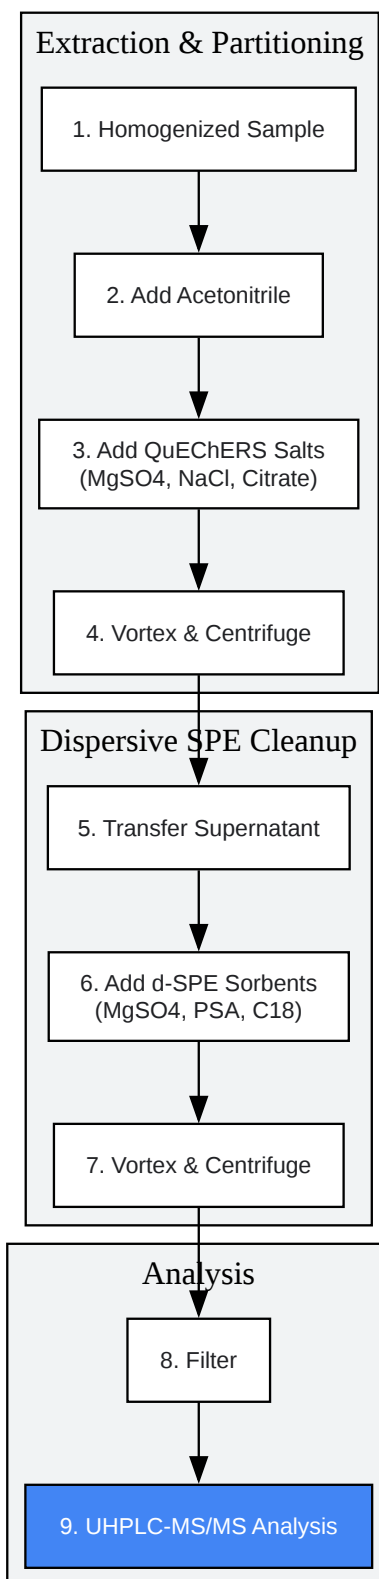 Extraction & Partitioning
1. Homogenized Sample
2. Add Acetonitrile
3. Add QuEChERS Salts
(MgSO4, NaCl, Citrate)
4. Vortex & Centrifuge
Dispersive SPE Cleanup
5. Transfer Supernatant
6. Add d-SPE Sorbents
(MgSO4, PSA, C18)
7. Vortex & Centrifuge
Analysis
8. Filter
9. UHPLC-MS/MS Analysis